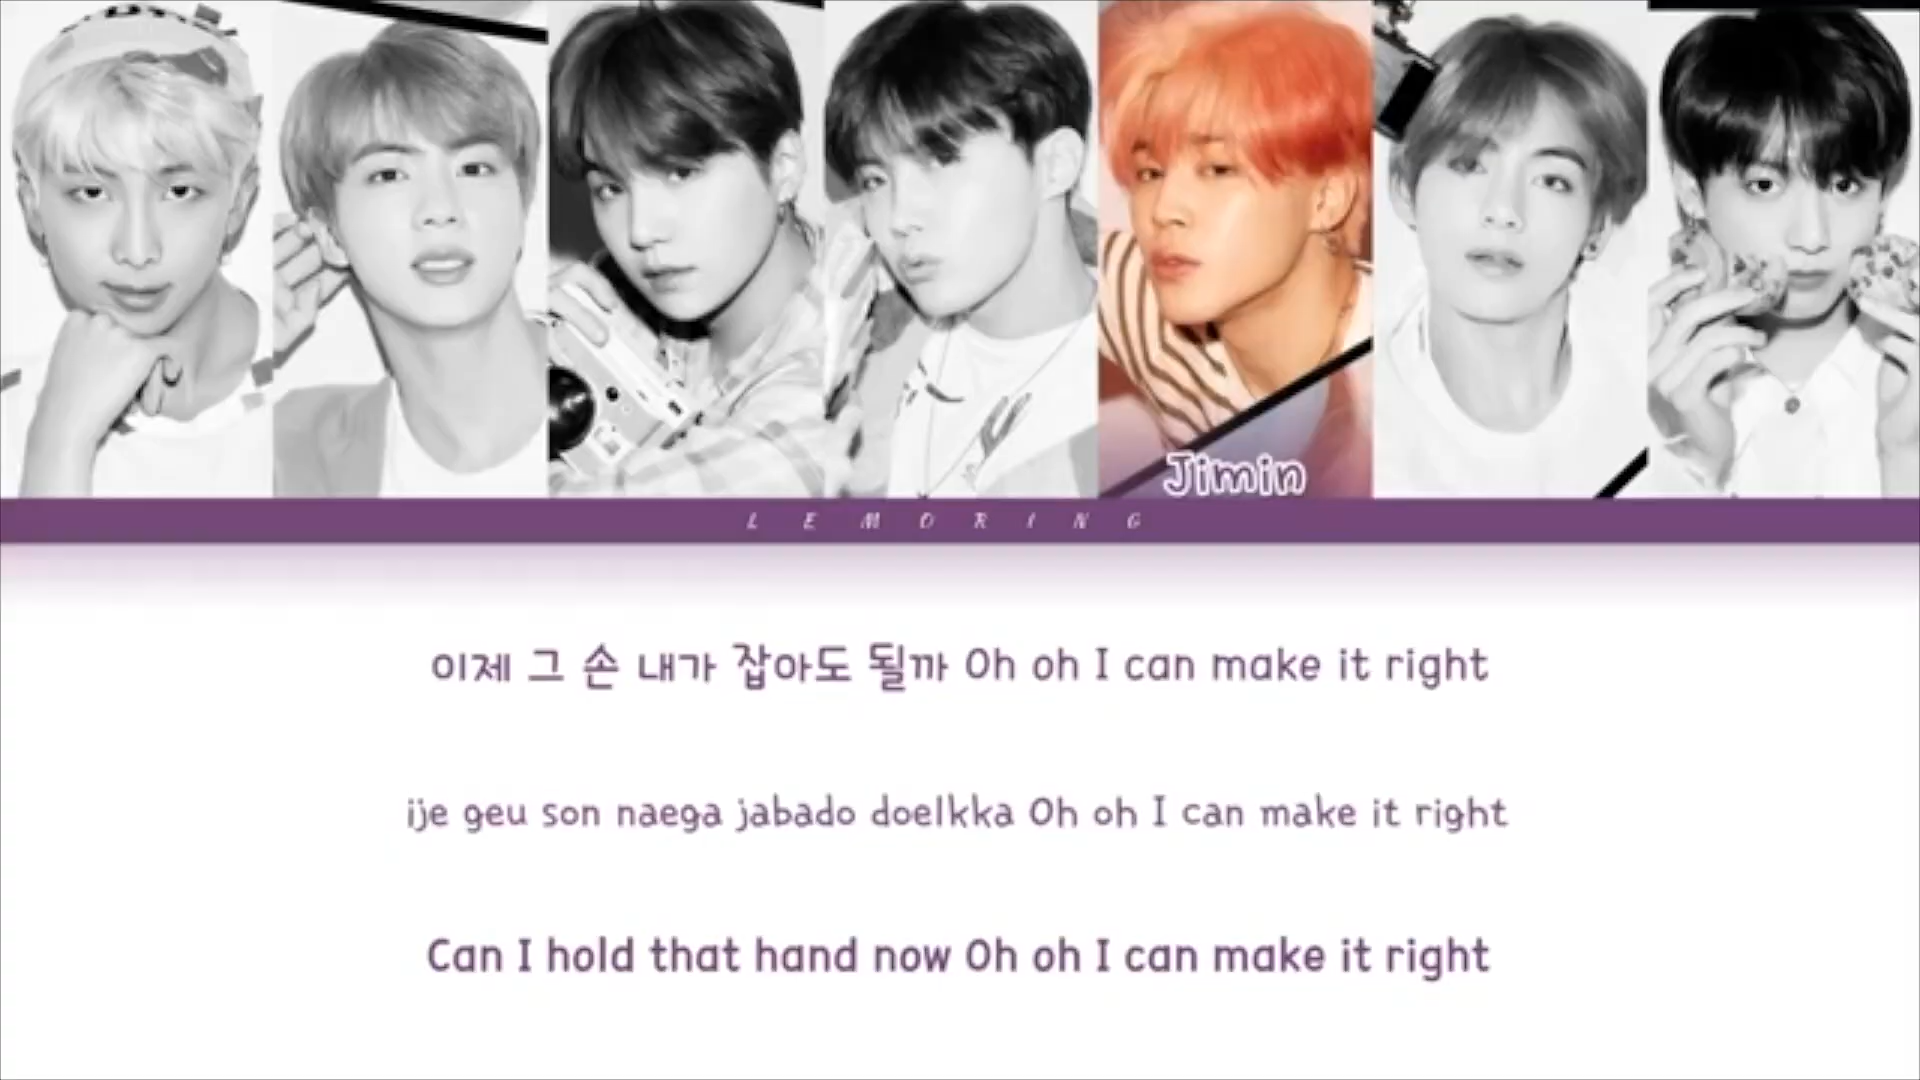 Jimin
LEMORING
이제 그 손 내가 잡아도 될까 Oh oh I can make it right
ije geu son naega jabado doelkka Oh oh I can make it right
Can I hold that hand now Oh oh I can make it right